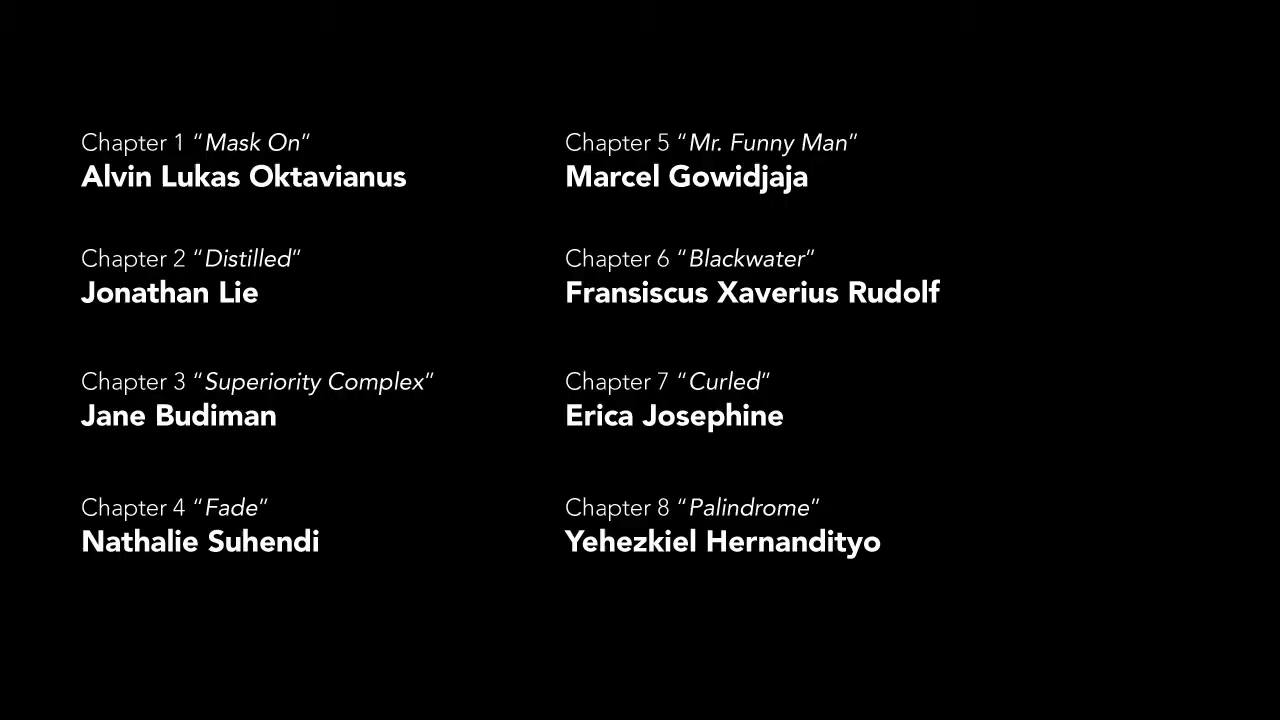 Chapter 1 “Mask On”
Alvin Lukas Oktavianus
Chapter 2 “Distilled”
Jonathan Lie
Chapter 3 “Superiority Complex”
Jane Budiman
Chapter 4 “Fade”
Nathalie Suhendi
Chapter 5 “Mr. Funny Man”
Marcel Gowidjaja
Chapter 6 “Blackwater”
Fransiscus Xaverius Rudolf
Chapter 7 “Curled”
Erica Josephine
Chapter 8 “Palindrome”
Yehezkiel Hernandityo